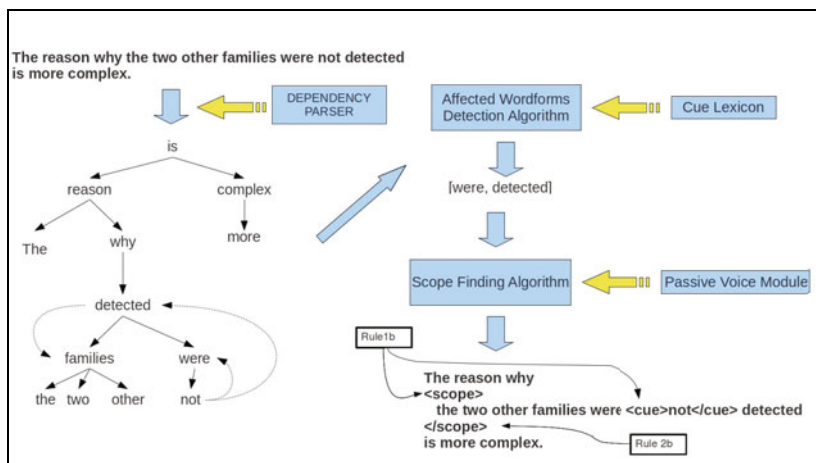 The reason why the two other families were not detected
is more complex.
DEPENDENCY
PARSER
is
reason
complex
The
why
more
detected
families
were
the
two
other
not
Affected Wordforms
Detection Algorithm
Cue Lexicon
[were, detected]
Scope Finding Algorithm
Passive Voice Module
Rule1b
The reason why
<scope>
the two other families were <cue>not</cue> detected
</scope>
is more complex.
Rule 2b